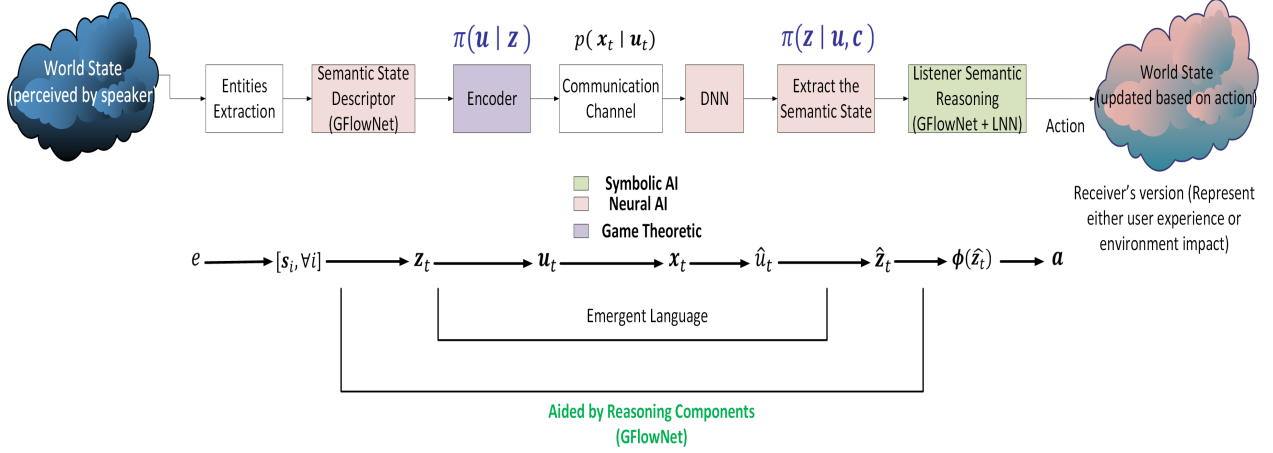 World State
(perceived by speaker)
Entities
Extraction
Semantic State
Descriptor
(GFlowNet)
π(u | z)
Encoder
p( x_t | u_t)
Communication
Channel
DNN
π(z | u, c)
Extract the
Semantic State
Listener Semantic
Reasoning
(GFlowNet + LNN)
Action
World State
(updated based on action)
Receiver's version (Represent
either user experience or
environment impact)
Symbolic AI
Neural AI
Game Theoretic
e [s_i, ∀i] z_t u_t x_t û_t ẑ_t ϕ(ẑ_t) a
Emergent Language
Aided by Reasoning Components
(GFlowNet)